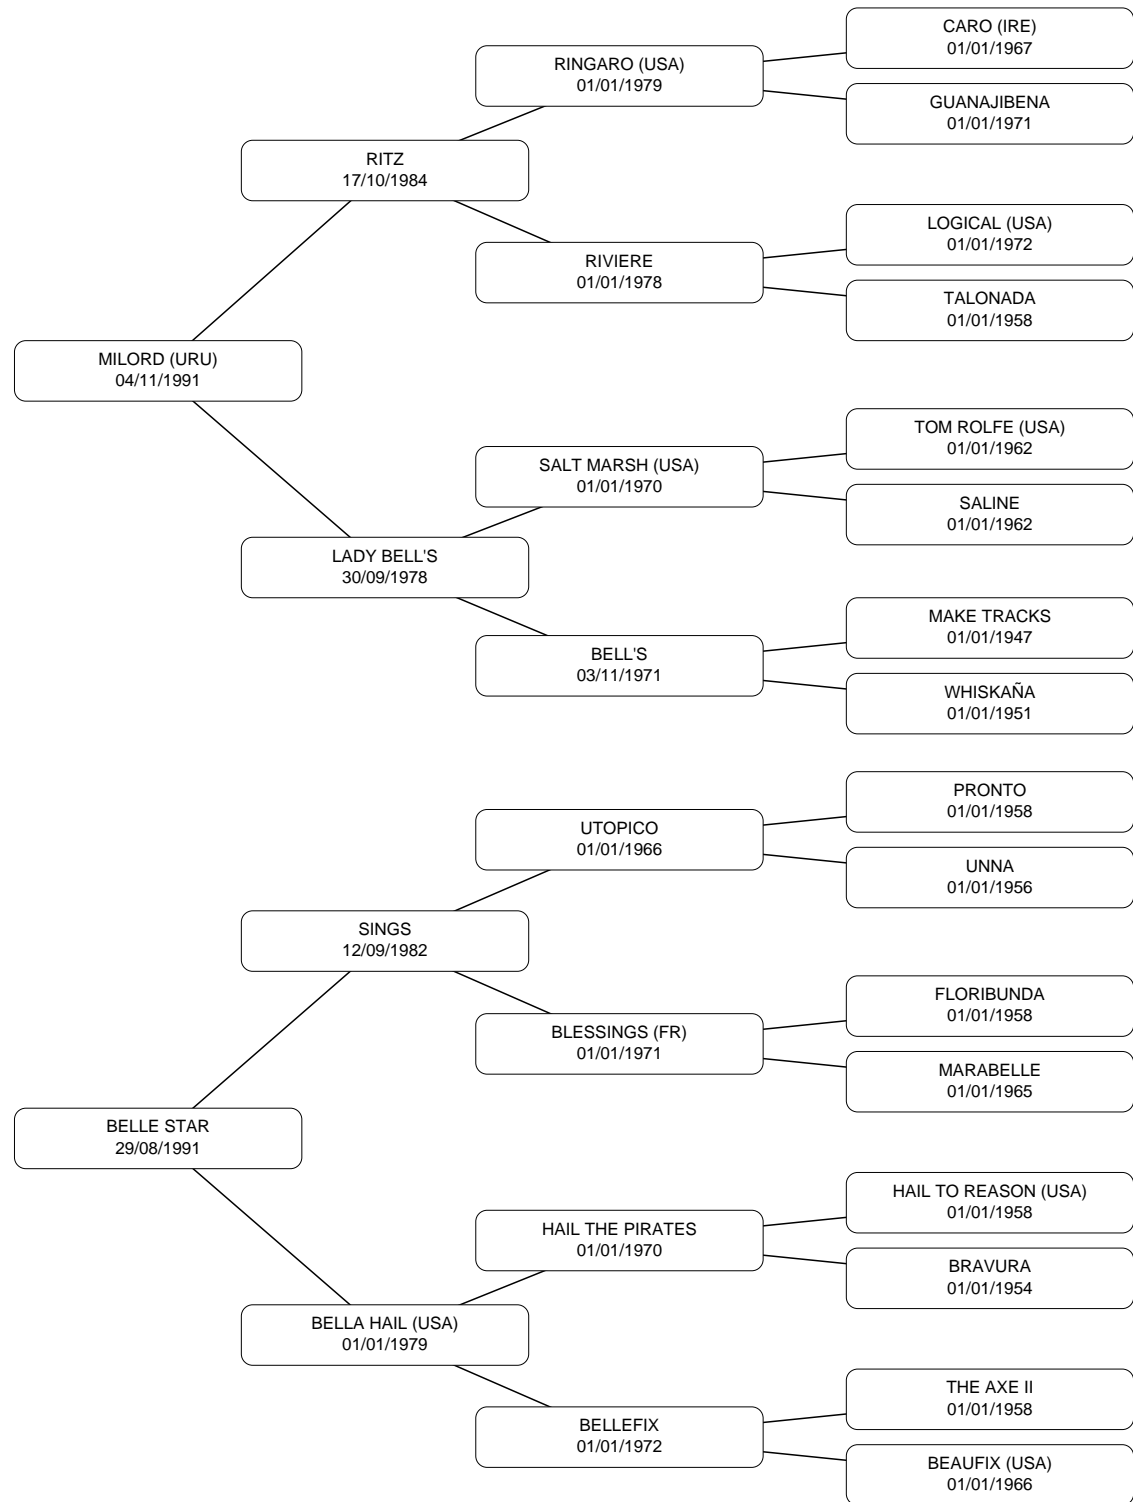 CARO (IRE)
01/01/1967
RINGARO (USA)
01/01/1979
GUANAJIBENA
01/01/1971
RITZ
17/10/1984
LOGICAL (USA)
01/01/1972
RIVIERE
01/01/1978
TALONADA
01/01/1958
MILORD (URU)
04/11/1991
TOM ROLFE (USA)
01/01/1962
SALT MARSH (USA)
01/01/1970
SALINE
01/01/1962
LADY BELL'S
30/09/1978
MAKE TRACKS
01/01/1947
BELL'S
03/11/1971
WHISKAÑA
01/01/1951
PRONTO
01/01/1958
UTOPICO
01/01/1966
UNNA
01/01/1956
SINGS
12/09/1982
FLORIBUNDA
01/01/1958
BLESSINGS (FR)
01/01/1971
MARABELLE
01/01/1965
BELLE STAR
29/08/1991
HAIL TO REASON (USA)
01/01/1958
HAIL THE PIRATES
01/01/1970
BRAVURA
01/01/1954
BELLA HAIL (USA)
01/01/1979
THE AXE II
01/01/1958
BELLEFIX
01/01/1972
BEAUFIX (USA)
01/01/1966